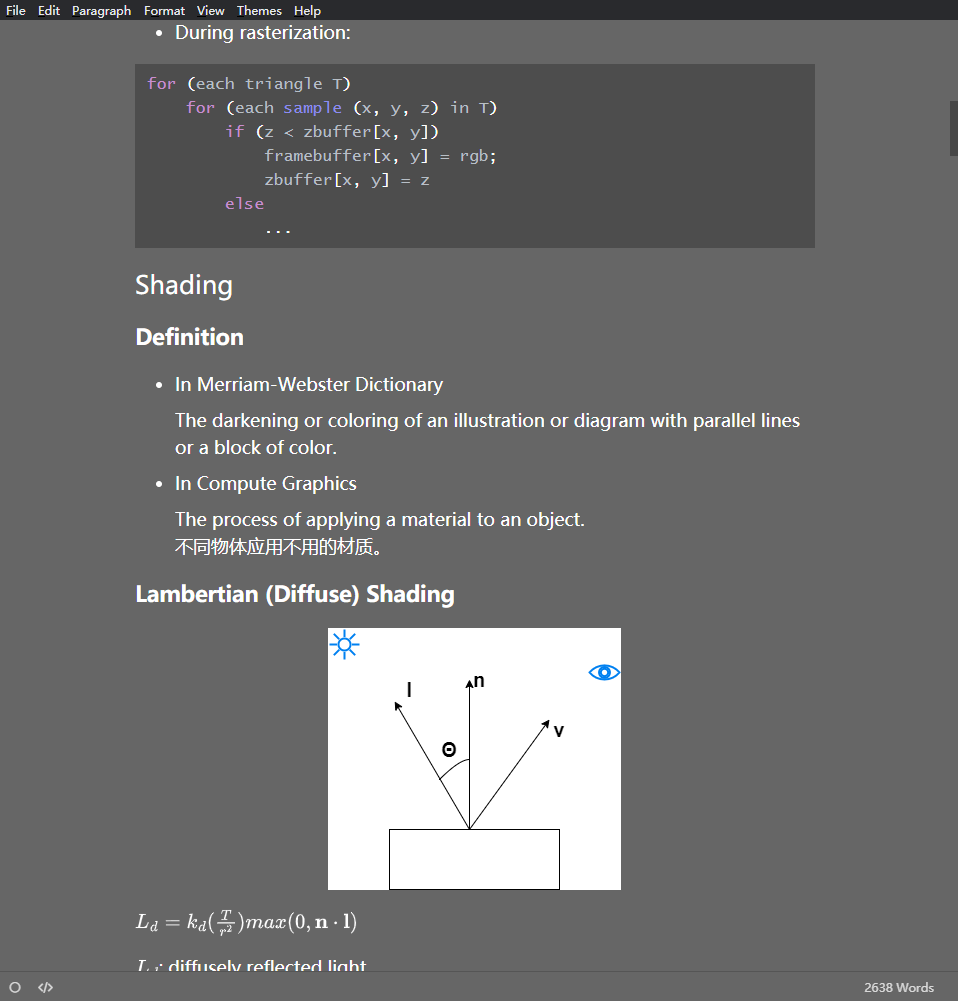 File Edit Paragraph Format View Themes Help
• During rasterization:
for (each triangle T)
for (each sample (x, y, z) in T)
if (z < zbuffer[x, y])
framebuffer[x, y] = rgb;
zbuffer[x, y] = z
else
...
Shading
Definition
• In Merriam-Webster Dictionary
The darkening or coloring of an illustration or diagram with parallel lines
or a block of color.
• In Compute Graphics
The process of applying a material to an object.
不同物体应用不用的材质。
Lambertian (Diffuse) Shading
l
n
v
Θ
L_d = k_d(\frac{T}{r^2})max(0, n · l)
L_d: diffusely reflected light
</> 2638 Words